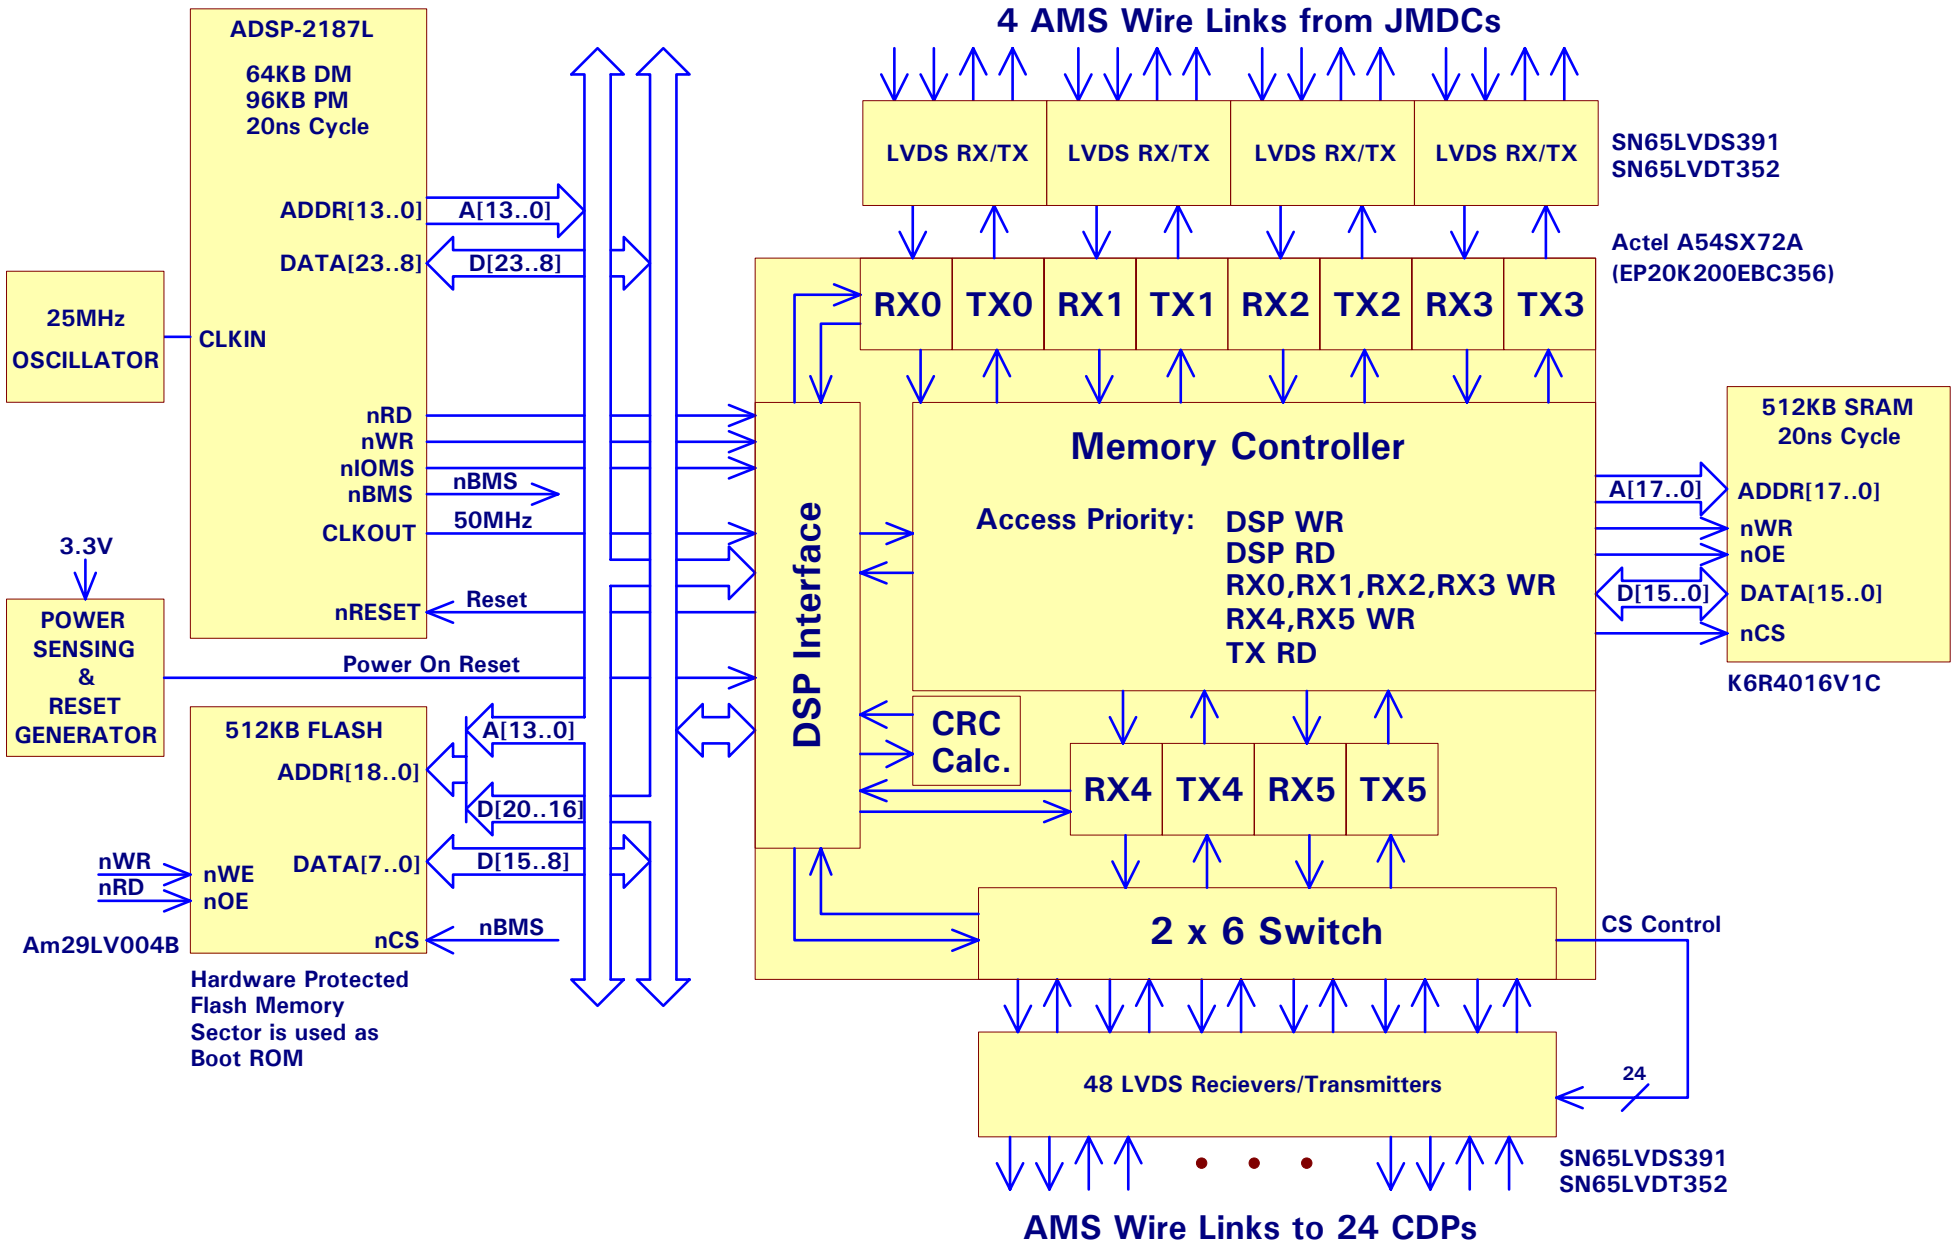 4 AMS Wire Links from JMDCs
ADSP-2187L
64KB DM
96KB PM
20ns Cycle
ADDR[13..0]
A[13..0]
DATA[23..8]
D[23..8]
25MHz
OSCILLATOR
CLKIN
nRD
nWR
nIOMS
nBMS
nBMS
CLKOUT
50MHz
nRESET
Reset
3.3V
POWER
SENSING
&
RESET
GENERATOR
Power On Reset
512KB FLASH
A[13..0]
ADDR[18..0]
D[20..16]
DATA[7..0]
D[15..8]
nWR
nRD
nWE
nOE
nCS
nBMS
Am29LV004B
Hardware Protected
Flash Memory
Sector is used as
Boot ROM
LVDS RX/TX
LVDS RX/TX
LVDS RX/TX
LVDS RX/TX
SN65LVDS391
SN65LVDT352
Actel A54SX72A
(EP20K200EBC356)
RX0
TX0
RX1
TX1
RX2
TX2
RX3
TX3
DSP Interface
Memory Controller
Access Priority:
DSP WR
DSP RD
RX0,RX1,RX2,RX3 WR
RX4,RX5 WR
TX RD
512KB SRAM
20ns Cycle
A[17..0]
ADDR[17..0]
nWR
nOE
D[15..0]
DATA[15..0]
nCS
K6R4016V1C
CRC
Calc.
RX4
TX4
RX5
TX5
2 x 6 Switch
CS Control
24
48 LVDS Recievers/Transmitters
SN65LVDS391
SN65LVDT352
AMS Wire Links to 24 CDPs